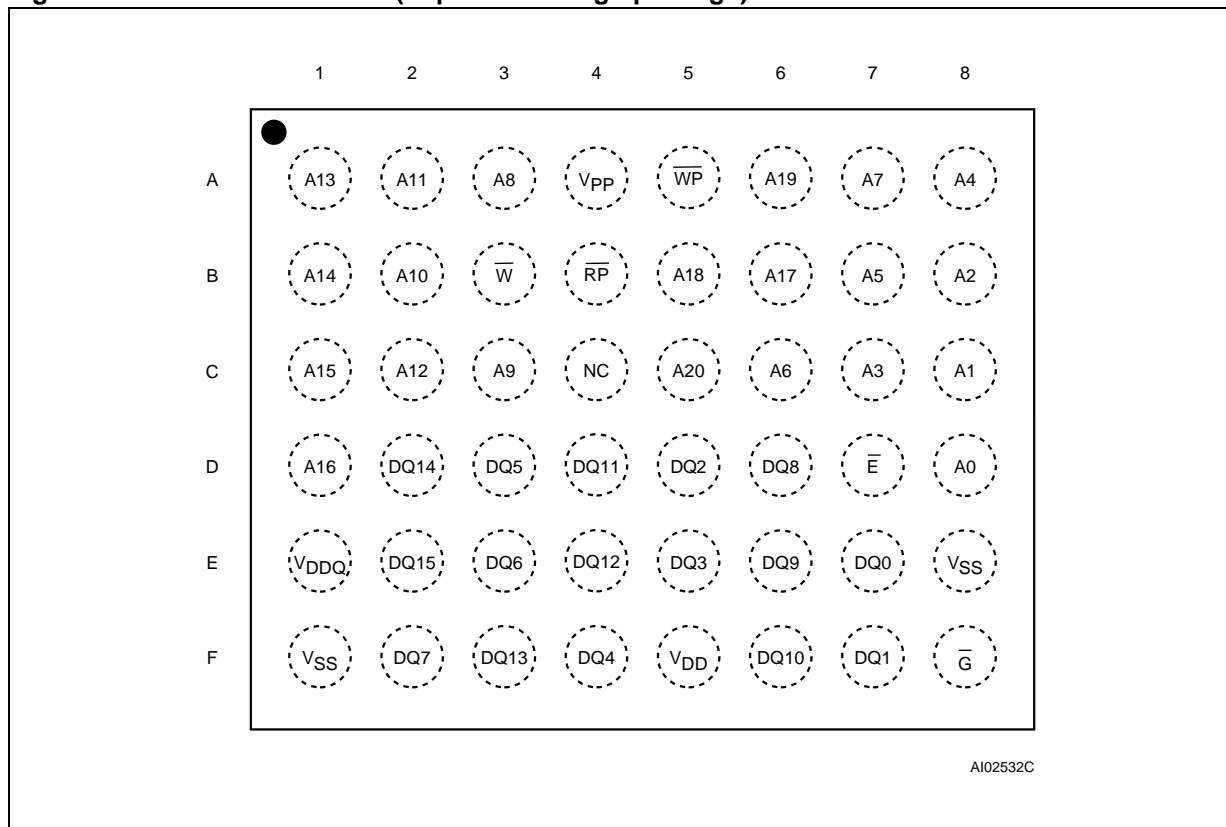 1 2 3 4 5 6 7 8
A A13 A11 A8 VPP W̅P̅ A19 A7 A4
B A14 A10 W̅ R̅P̅ A18 A17 A5 A2
C A15 A12 A9 NC A20 A6 A3 A1
D A16 DQ14 DQ5 DQ11 DQ2 DQ8 E̅ A0
E VDDQ DQ15 DQ6 DQ12 DQ3 DQ9 DQ0 VSS
F VSS DQ7 DQ13 DQ4 VDD DQ10 DQ1 G̅
AI02532C